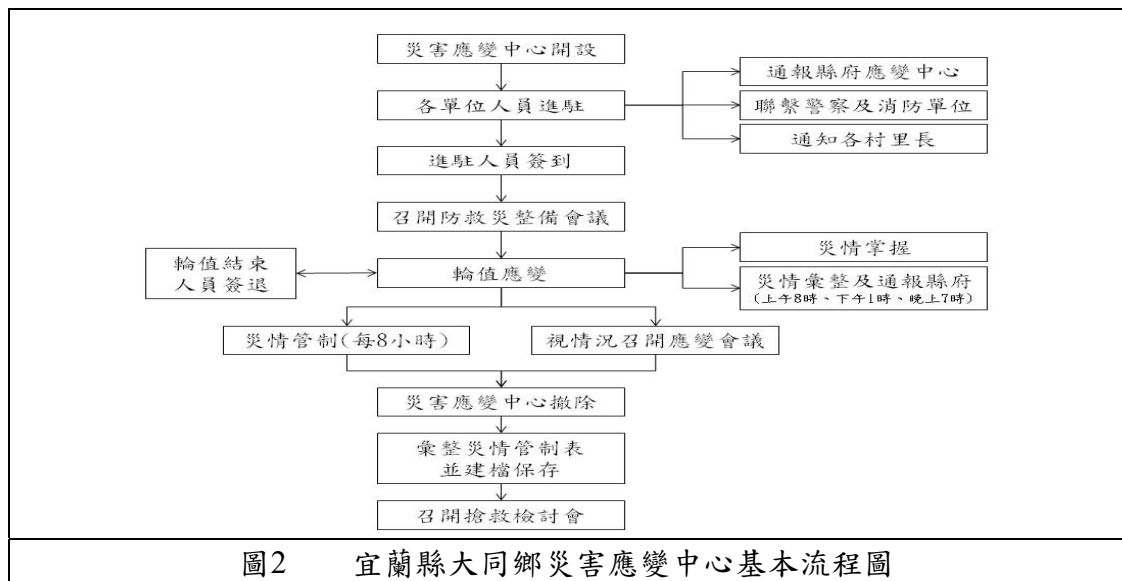 災害應變中心開設
各單位人員進駐
通報縣府應變中心
聯繫警察及消防單位
通知各村里長
進駐人員簽到
召開防救災整備會議
輪值應變
輪值結束
人員簽退
災情掌握
災情彙整及通報縣府
(上午8時、下午1時、晚上7時)
災情管制(每8小時)
視情況召開應變會議
災害應變中心撤除
彙整災情管制表
並建檔保存
召開搶救檢討會
圖2 宜蘭縣大同鄉災害應變中心基本流程圖